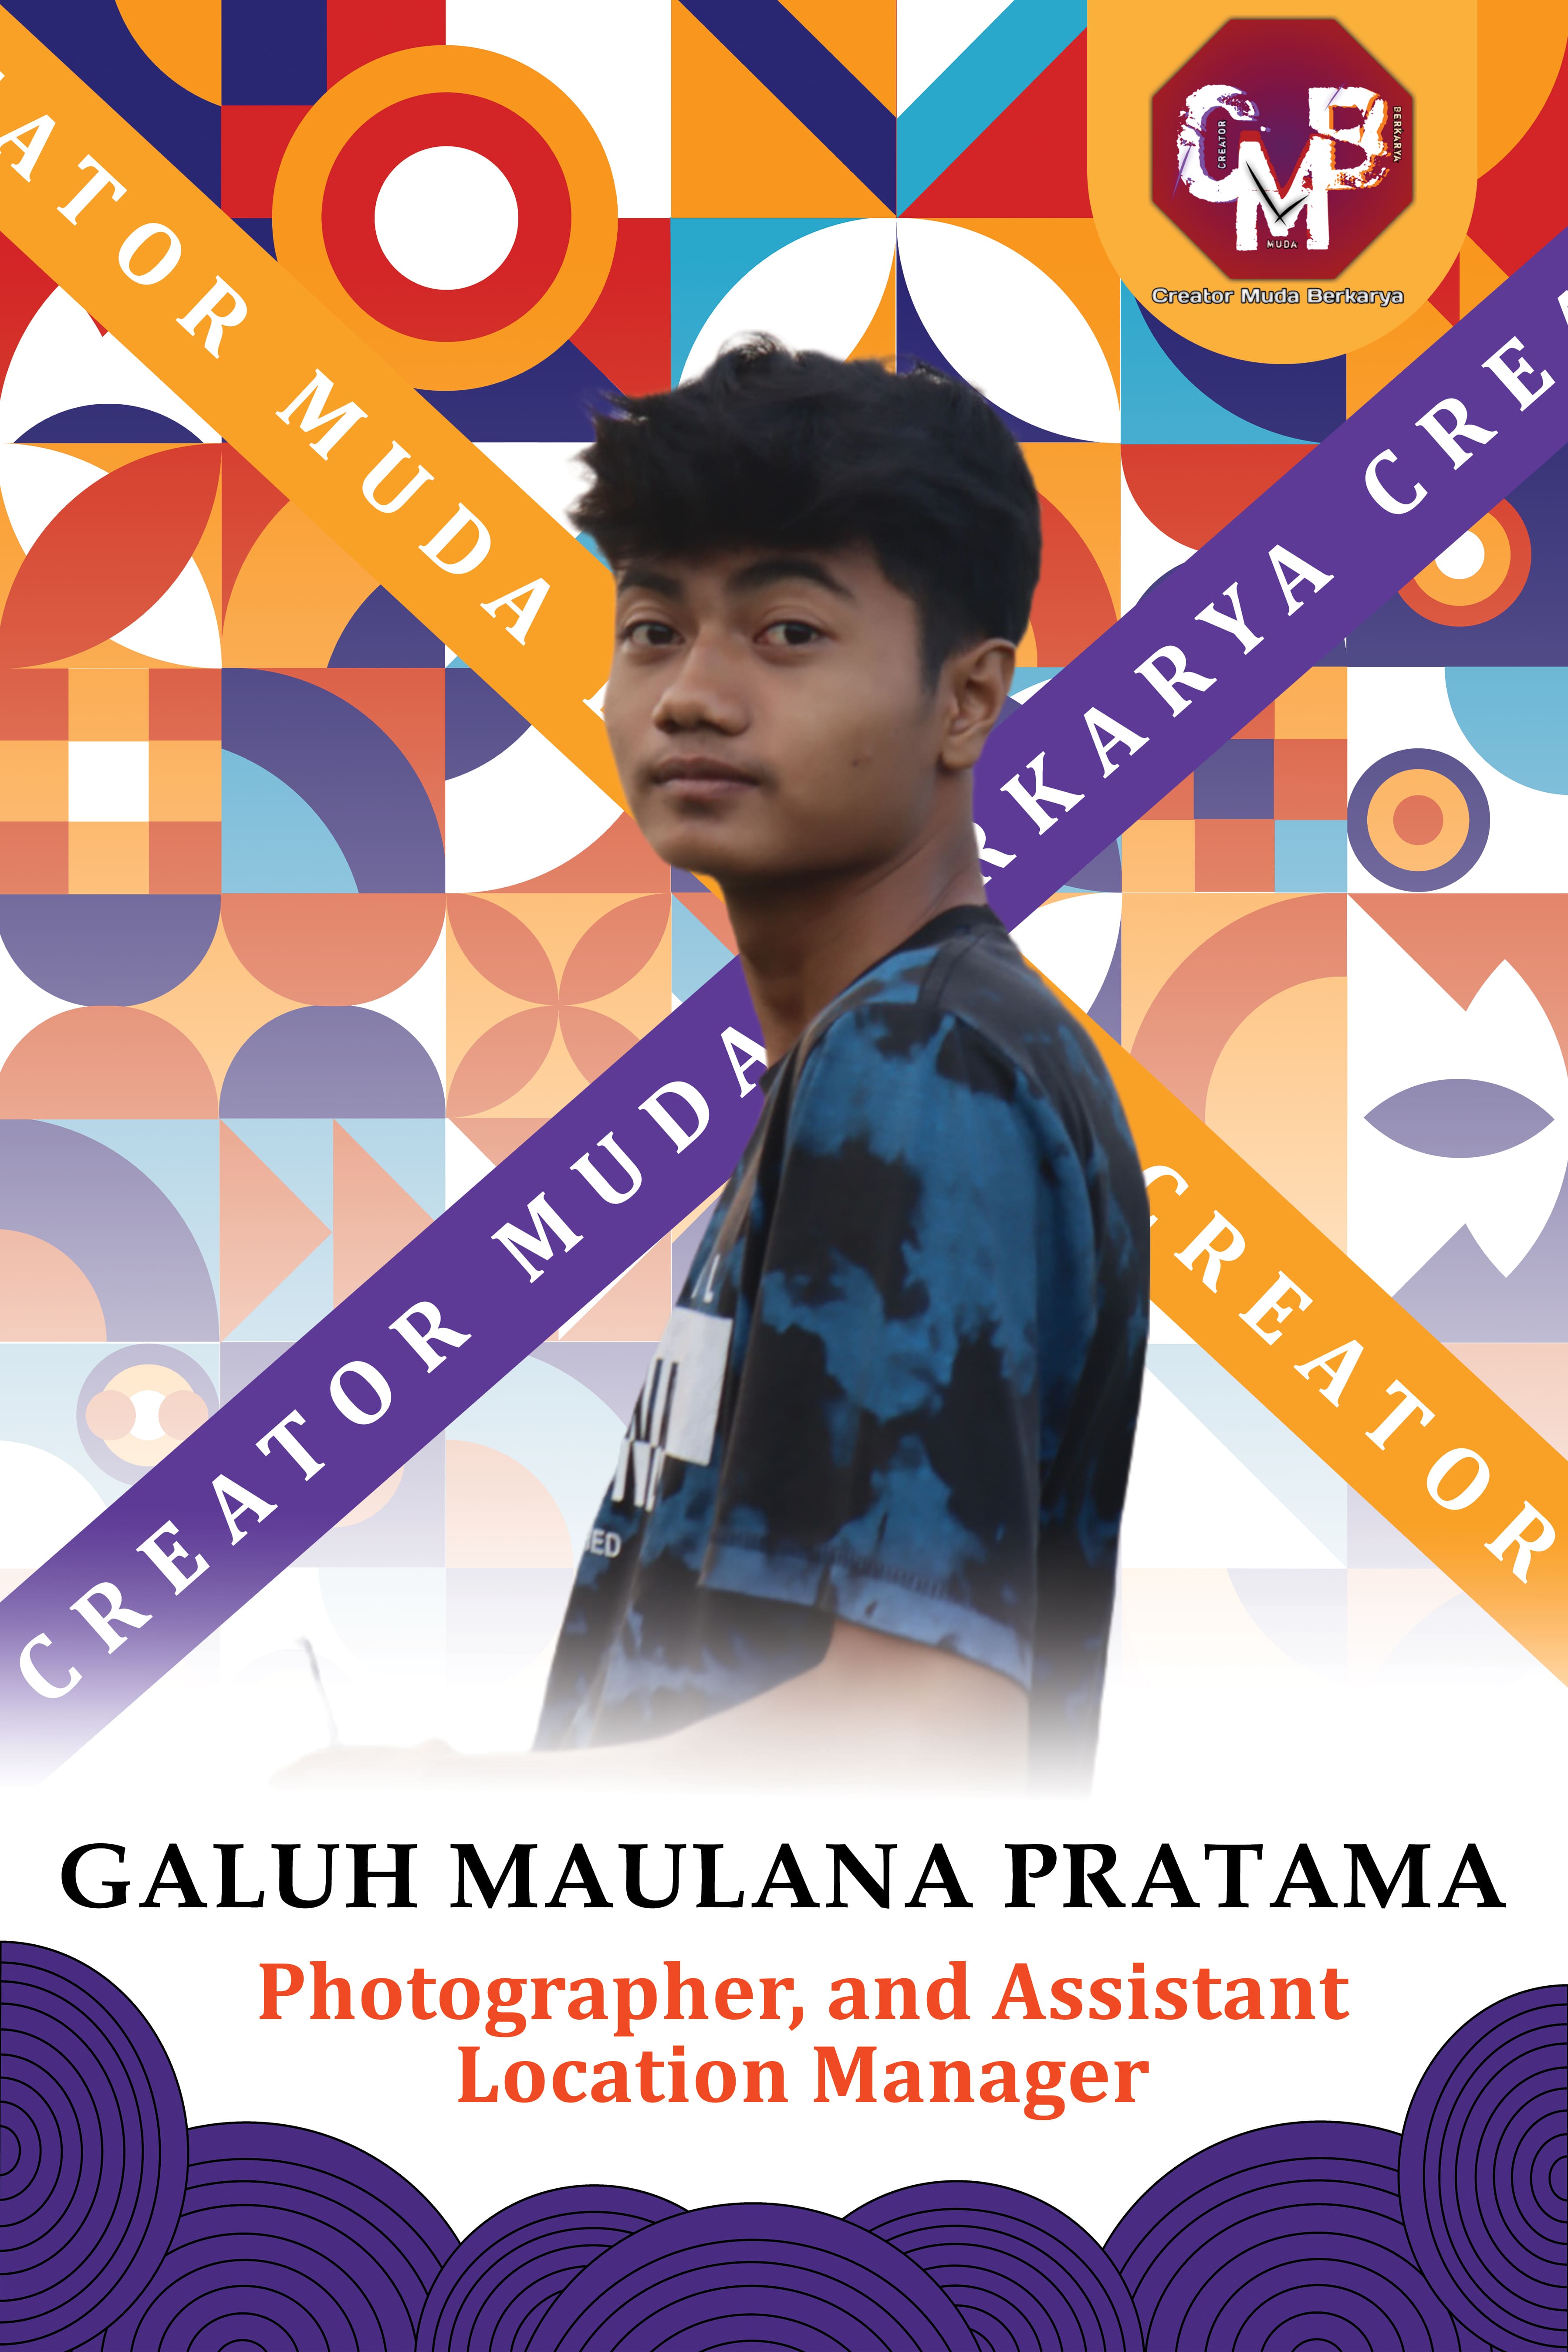 CREATOR
BERKARYA
MUDA
Creator Muda Berkarya
ATOR MUDA
CREATOR
CREATOR MUDA
RKARYA CREA
GALUH MAULANA PRATAMA
Photographer, and Assistant
Location Manager